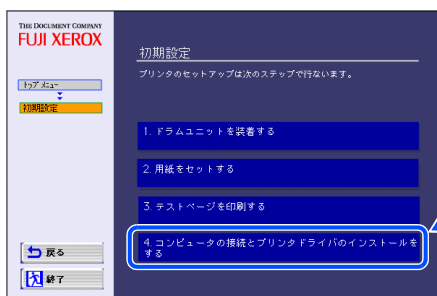 THE DOCUMENT COMPANY
FUJI XEROX
トップメニュー
初期設定
初期設定
プリンタのセットアップは次のステップで行ないます。
1. ドラムユニットを装着する
2. 用紙をセットする
3. テストページを印刷する
4. コンピュータの接続とプリンタドライバのインストールを
する
戻る
終了